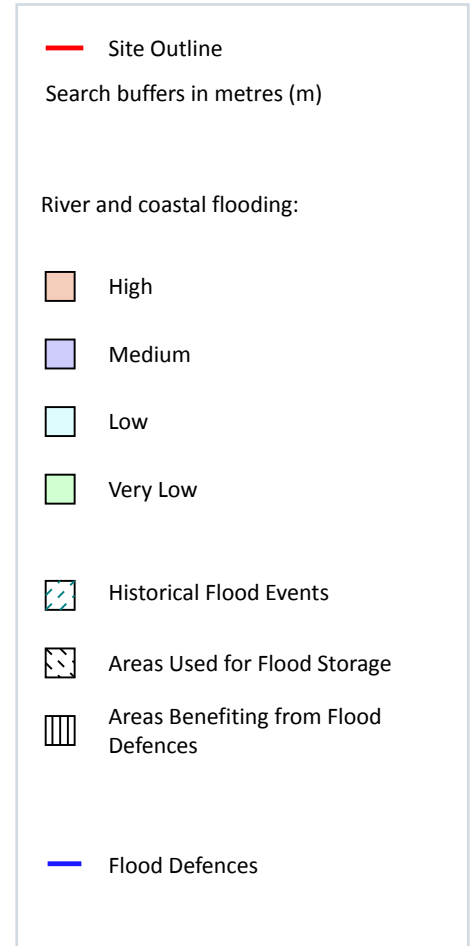 Site Outline
Search buffers in metres (m)
River and coastal flooding:
High
Medium
Low
Very Low
Historical Flood Events
Areas Used for Flood Storage
Areas Benefiting from Flood
Defences
Flood Defences